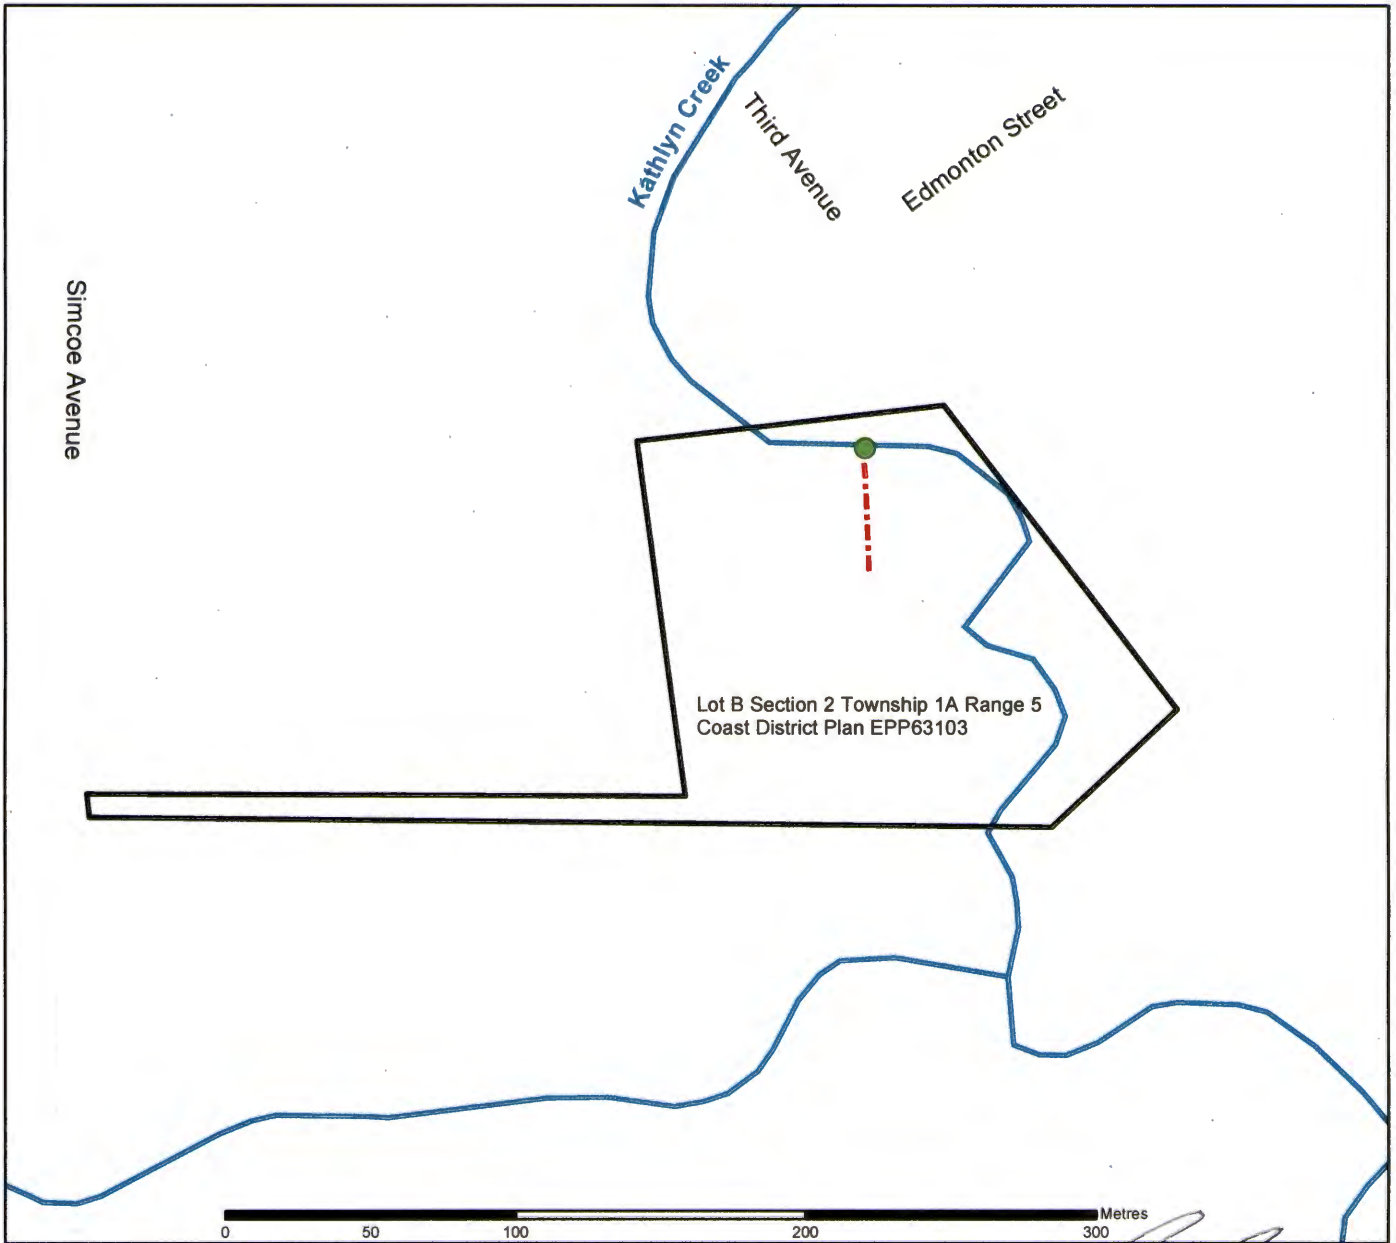 Kathlyn Creek
Third Avenue
Edmonton Street
Simcoe Avenue
Lot B Section 2 Township 1A Range 5
Coast District Plan EPP63103
Metres
0 50 100 200 300